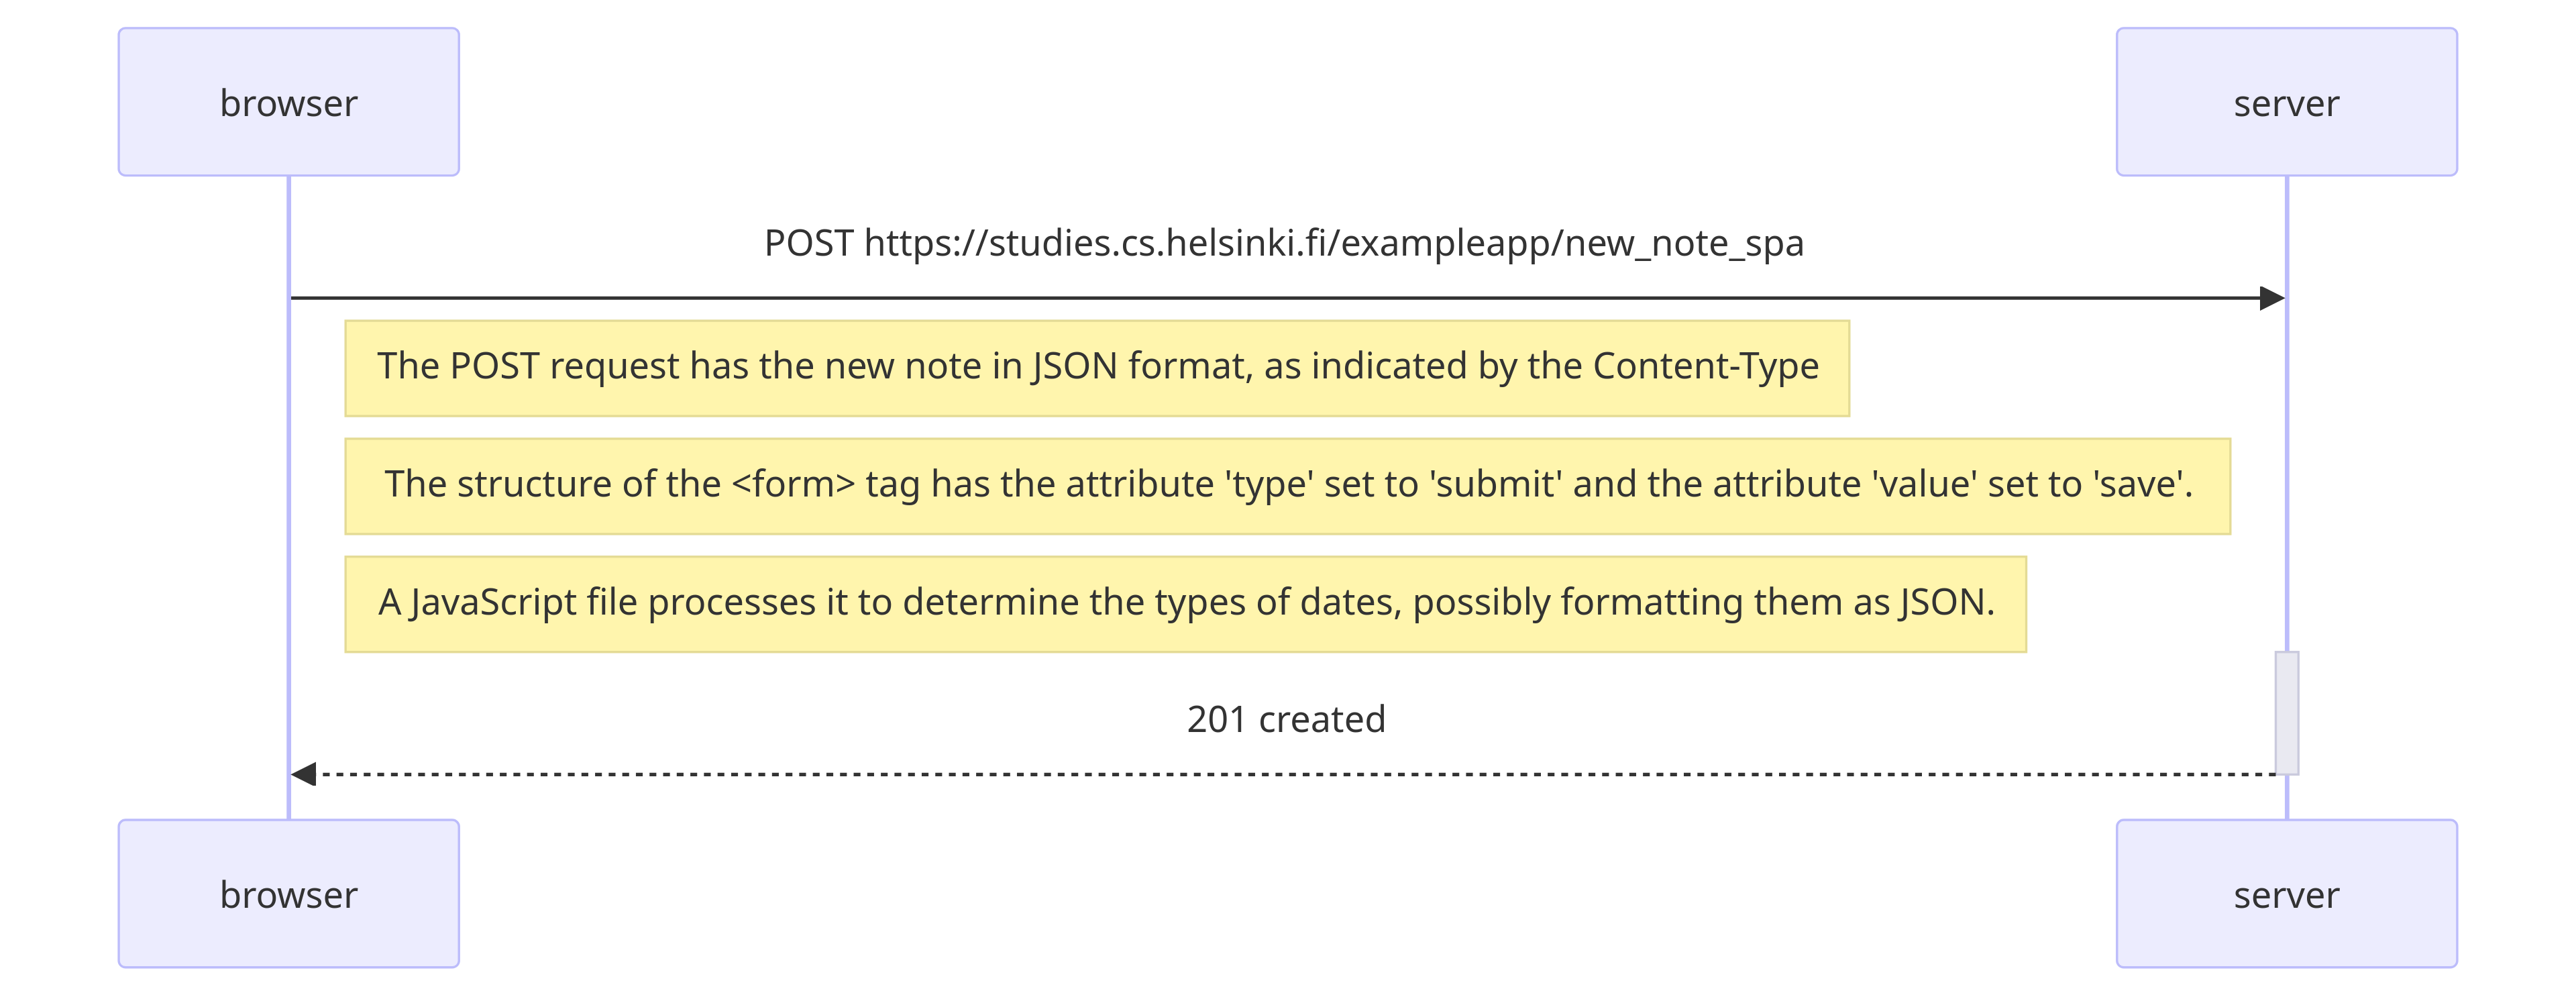 browser
server
POST https://studies.cs.helsinki.fi/exampleapp/new_note_spa
The POST request has the new note in JSON format, as indicated by the Content-Type
The structure of the <form> tag has the attribute 'type' set to 'submit' and the attribute 'value' set to 'save'.
A JavaScript file processes it to determine the types of dates, possibly formatting them as JSON.
201 created
browser
server